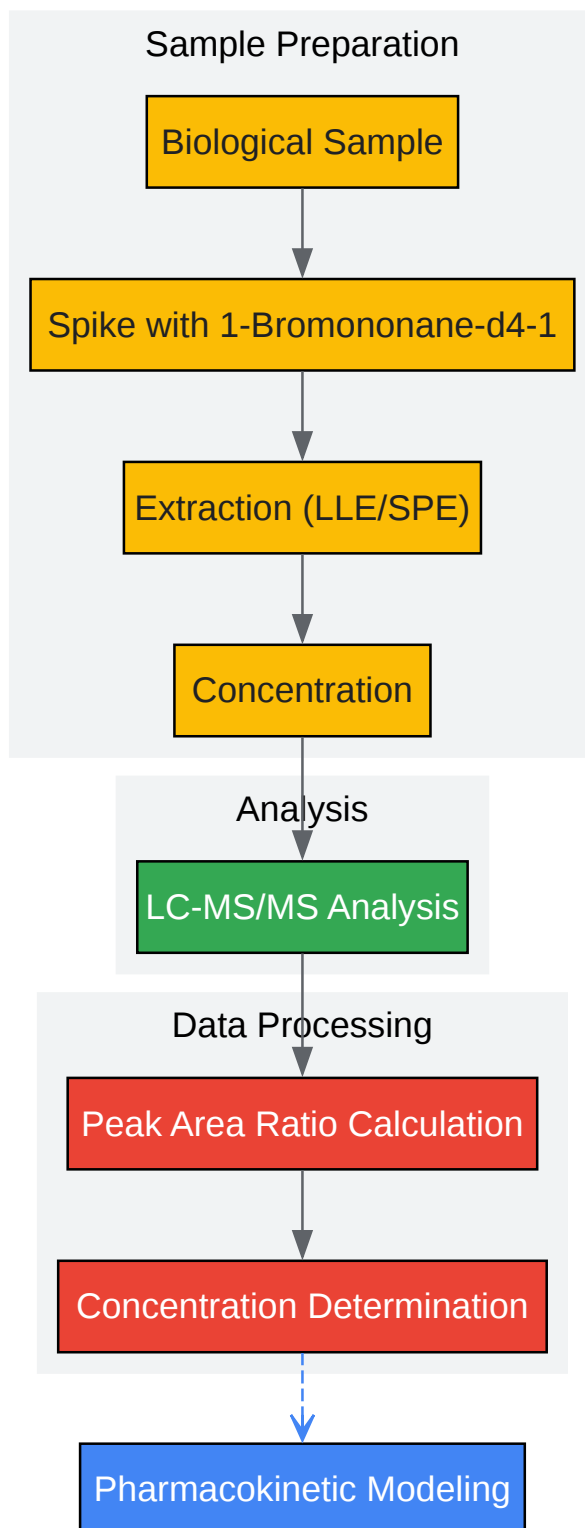 Sample Preparation
Biological Sample
Spike with 1-Bromononane-d4-1
Extraction (LLE/SPE)
Concentration
Analysis
LC-MS/MS Analysis
Data Processing
Peak Area Ratio Calculation
Concentration Determination
Pharmacokinetic Modeling